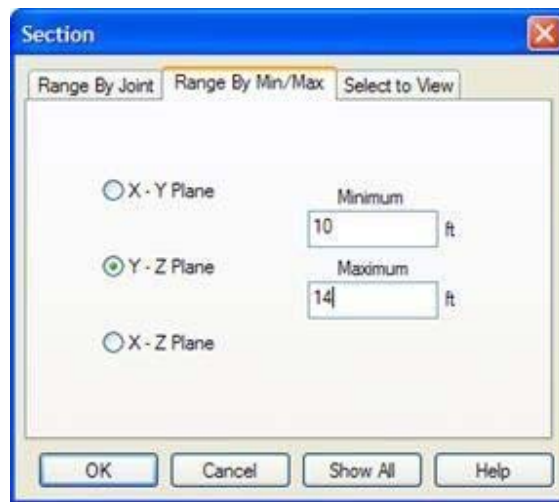 Section
Range By Joint Range By Min/Max Select to View
X - Y Plane
Minimum
10 ft
Y - Z Plane
Maximum
14 ft
X - Z Plane
OK Cancel Show All Help